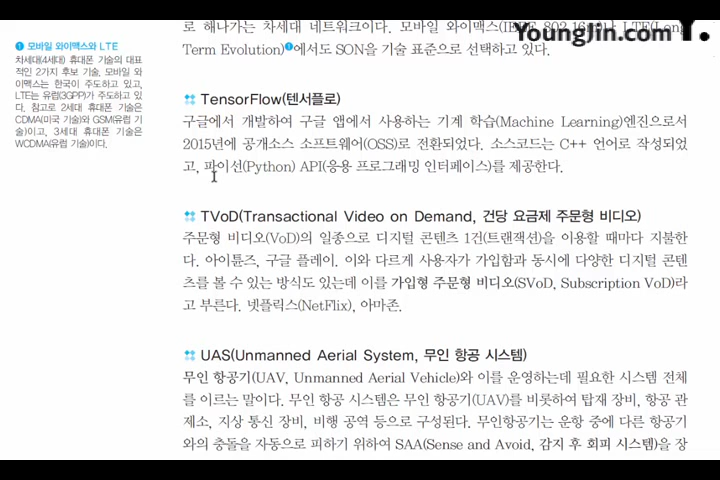 로 해나가는 차세대 네트워크이다. 모바일 와이맥스(IEEE 802.16m)나 LTE(Long
YoungJin.com Y.
Term Evolution)❶에서도 SON을 기술 표준으로 선택하고 있다.
❶ 모바일 와이맥스와 LTE
차세대(4세대) 휴대폰 기술의 대표
적인 2가지 후보 기술. 모바일 와
이맥스는 한국이 주도하고 있고,
LTE는 유럽(3GPP)가 주도하고 있
다. 참고로 2세대 휴대폰 기술은
CDMA(미국 기술)와 GSM(유럽 기
술)이고, 3세대 휴대폰 기술은
WCDMA(유럽 기술)이다.
TensorFlow(텐서플로)
구글에서 개발하여 구글 앱에서 사용하는 기계 학습(Machine Learning)엔진으로서
2015년에 공개소스 소프트웨어(OSS)로 전환되었다. 소스코드는 C++ 언어로 작성되었
고, 파이선(Python) API(응용 프로그래밍 인터페이스)를 제공한다.
TVoD(Transactional Video on Demand, 건당 요금제 주문형 비디오)
주문형 비디오(VoD)의 일종으로 디지털 콘텐츠 1건(트랜잭션)을 이용할 때마다 지불한
다. 아이튠즈, 구글 플레이. 이와 다르게 사용자가 가입함과 동시에 다양한 디지털 콘텐
츠를 볼 수 있는 방식도 있는데 이를 가입형 주문형 비디오(SVoD, Subscription VoD)라
고 부른다. 넷플릭스(NetFlix), 아마존.
UAS(Unmanned Aerial System, 무인 항공 시스템)
무인 항공기(UAV, Unmanned Aerial Vehicle)와 이를 운영하는데 필요한 시스템 전체
를 이르는 말이다. 무인 항공 시스템은 무인 항공기(UAV)를 비롯하여 탑재 장비, 항공 관
제소, 지상 통신 장비, 비행 공역 등으로 구성된다. 무인항공기는 운항 중에 다른 항공기
와의 충돌을 자동으로 피하기 위하여 SAA(Sense and Avoid, 감지 후 회피 시스템)을 장